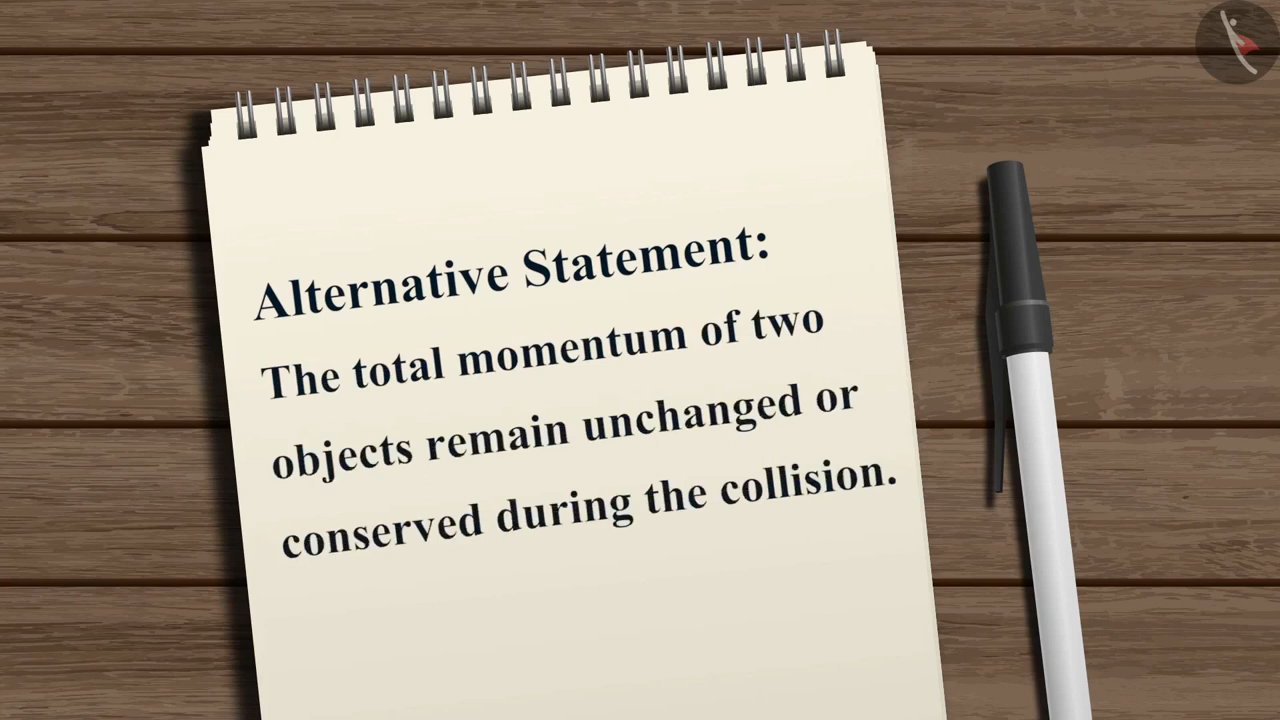 Alternative Statement:
The total momentum of two
objects remain unchanged or
conserved during the collision.